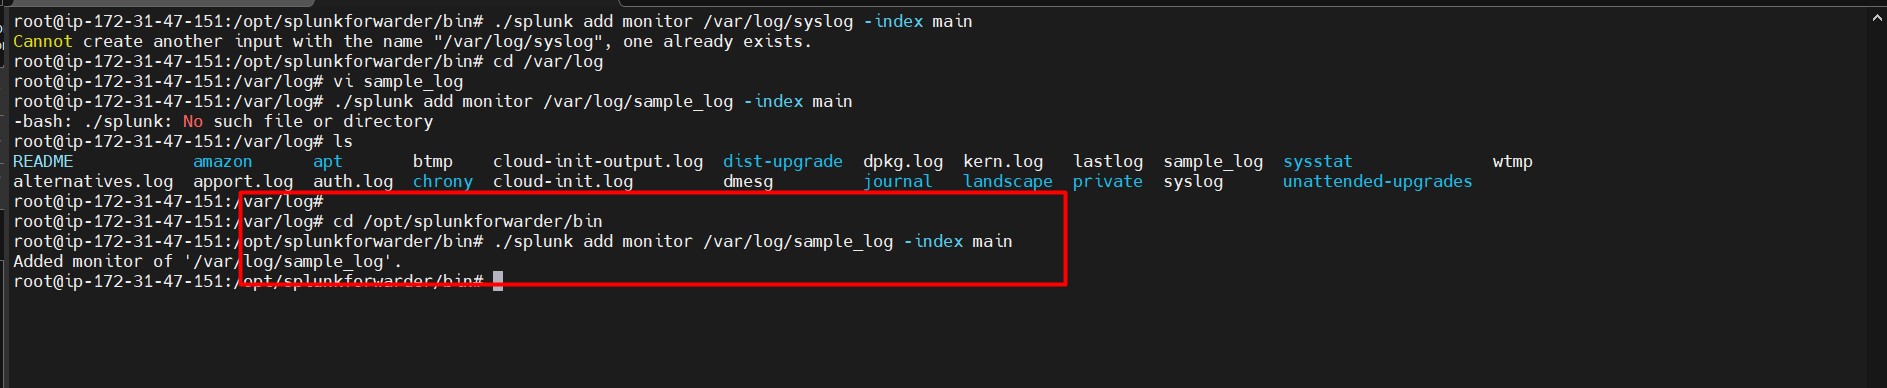 root@ip-172-31-47-151:/opt/splunkforwarder/bin# ./splunk add monitor /var/log/syslog -index main
Cannot create another input with the name "/var/log/syslog", one already exists.
root@ip-172-31-47-151:/opt/splunkforwarder/bin# cd /var/log
root@ip-172-31-47-151:/var/log# vi sample_log
root@ip-172-31-47-151:/var/log# ./splunk add monitor /var/log/sample_log -index main
-bash: ./splunk: No such file or directory
root@ip-172-31-47-151:/var/log# ls
README amazon apt btmp cloud-init-output.log dist-upgrade dpkg.log kern.log lastlog sample_log sysstat wtmp
alternatives.log apport.log auth.log chrony cloud-init.log dmesg journal landscape private syslog unattended-upgrades
root@ip-172-31-47-151:/var/log#
root@ip-172-31-47-151:/var/log# cd /opt/splunkforwarder/bin
root@ip-172-31-47-151:/opt/splunkforwarder/bin# ./splunk add monitor /var/log/sample_log -index main
Added monitor of '/var/log/sample_log'.
root@ip-172-31-47-151:/opt/splunkforwarder/bin#